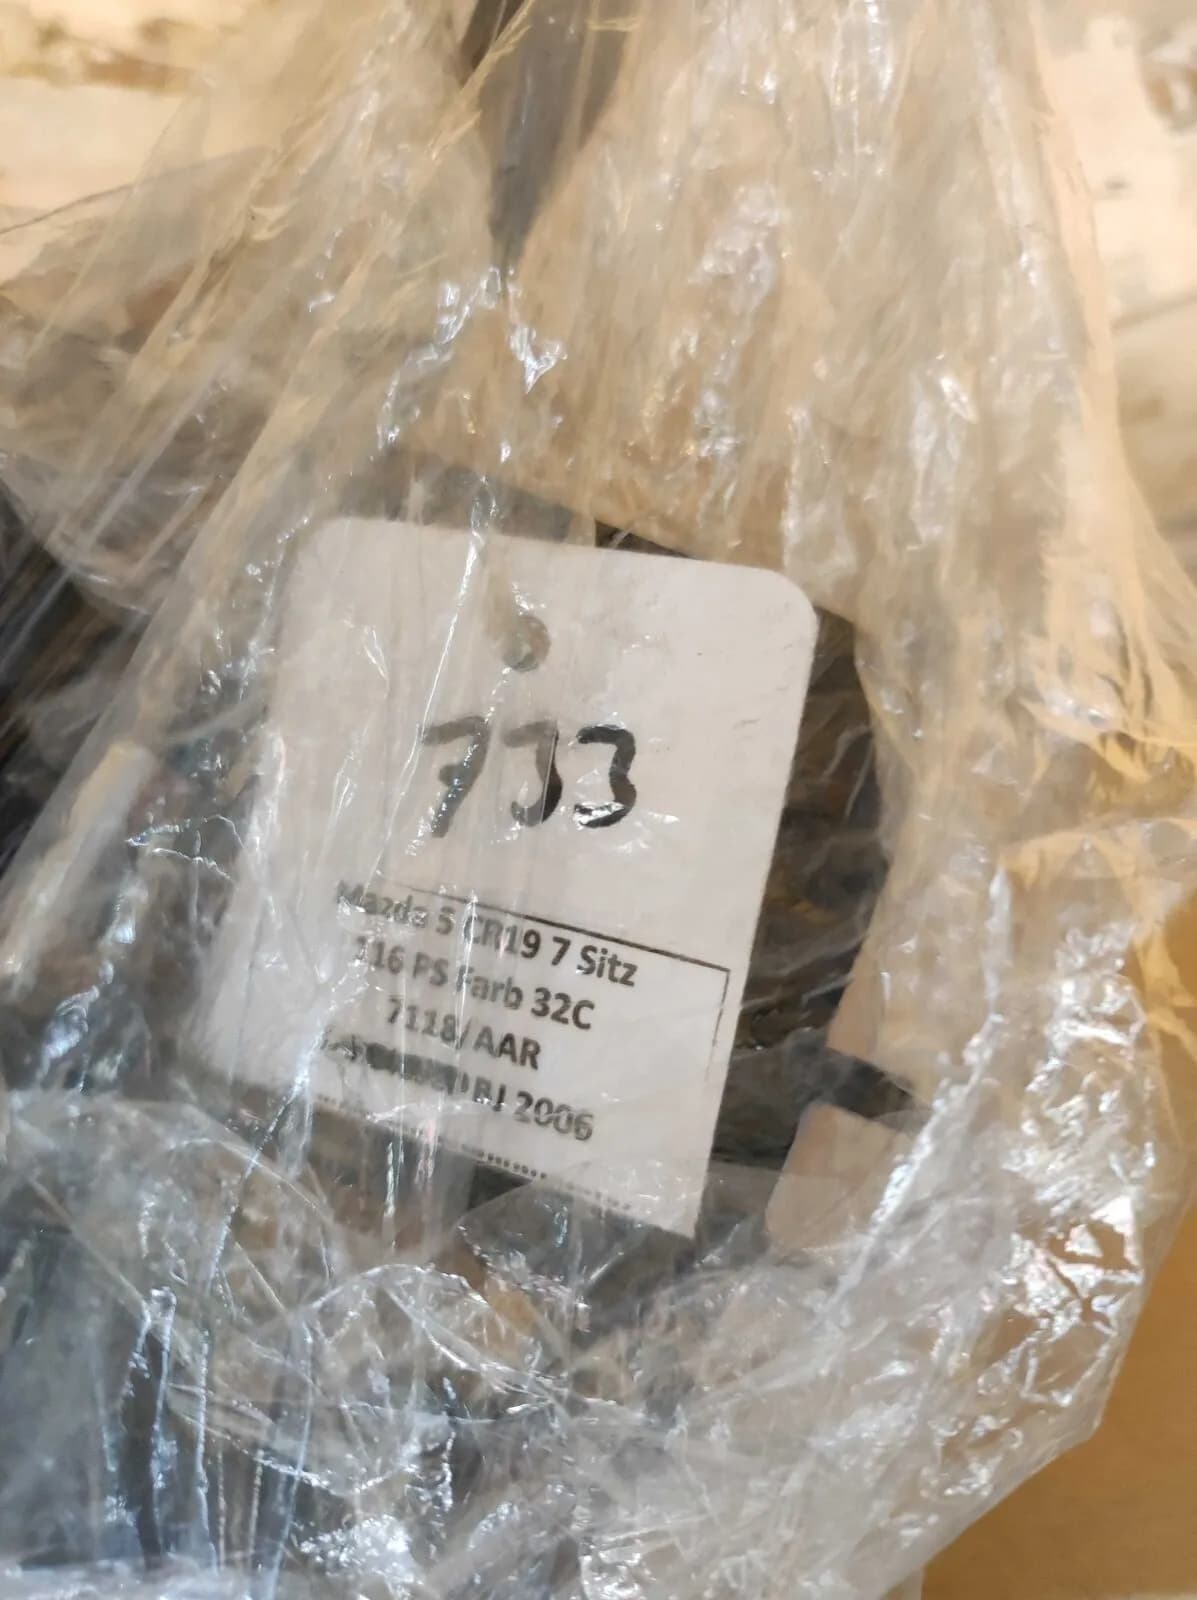 733
Mazda 5 CR19 7 Sitz
116 PS Farb 32C
7118/AAR
BJ 2006